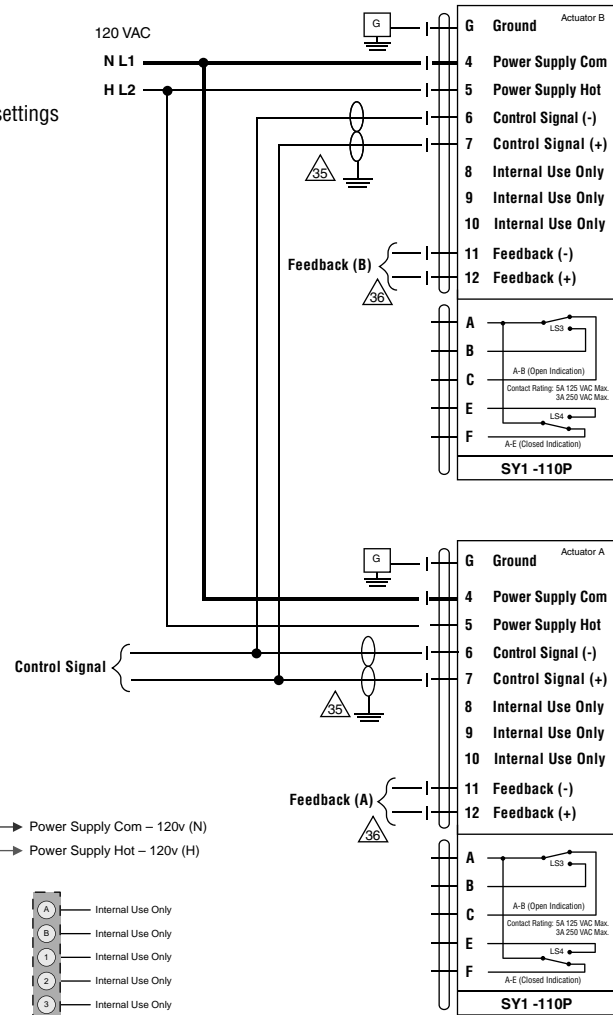 120 VAC
N L1
H L2
settings
G
G Ground Actuator B
4 Power Supply Com
5 Power Supply Hot
6 Control Signal (-)
7 Control Signal (+)
8 Internal Use Only
9 Internal Use Only
10 Internal Use Only
11 Feedback (-)
12 Feedback (+)
35
Feedback (B)
36
A
B
C
E
F
LS3
A-B (Open Indication)
Contact Rating: 5A 125 VAC Max.
3A 250 VAC Max.
LS4
A-E (Closed Indication)
SY1 -110P
G
G Ground Actuator A
4 Power Supply Com
5 Power Supply Hot
6 Control Signal (-)
7 Control Signal (+)
8 Internal Use Only
9 Internal Use Only
10 Internal Use Only
11 Feedback (-)
12 Feedback (+)
Control Signal
35
Feedback (A)
36
A
B
C
E
F
LS3
A-B (Open Indication)
Contact Rating: 5A 125 VAC Max.
3A 250 VAC Max.
LS4
A-E (Closed Indication)
SY1 -110P
Power Supply Com – 120v (N)
Power Supply Hot – 120v (H)
A Internal Use Only
B Internal Use Only
1 Internal Use Only
2 Internal Use Only
3 Internal Use Only